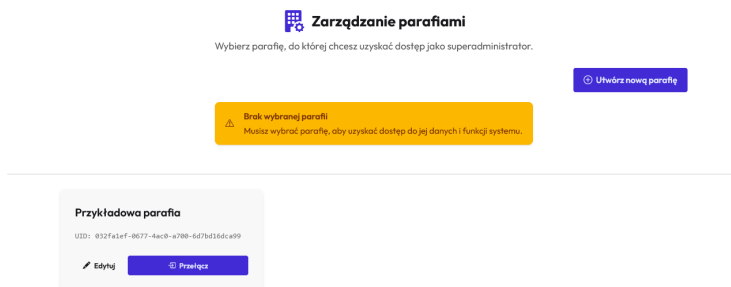 Zarządzanie parafiami
Wybierz parafię, do której chcesz uzyskać dostęp jako superadministrator.
Utwórz nową parafię
Brak wybranej parafii
Musisz wybrać parafię, aby uzyskać dostęp do jej danych i funkcji systemu.
Przykładowa parafia
UID: 032fa1ef-0677-4ac0-a700-6d7bd16dca99
Edytuj
Przełącz